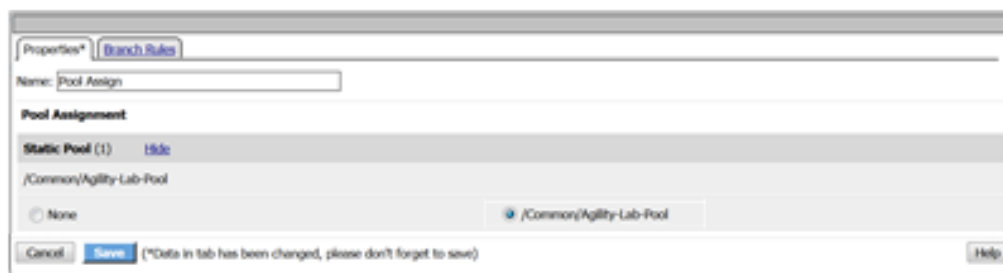 Properties* Branch Rules
Name: Pool Assign
Pool Assignment
Static Pool (1) Hide
/Common/Agility-Lab-Pool
None /Common/Agility-Lab-Pool
Cancel Save (*Data in tab has been changed, please don't forget to save) Help